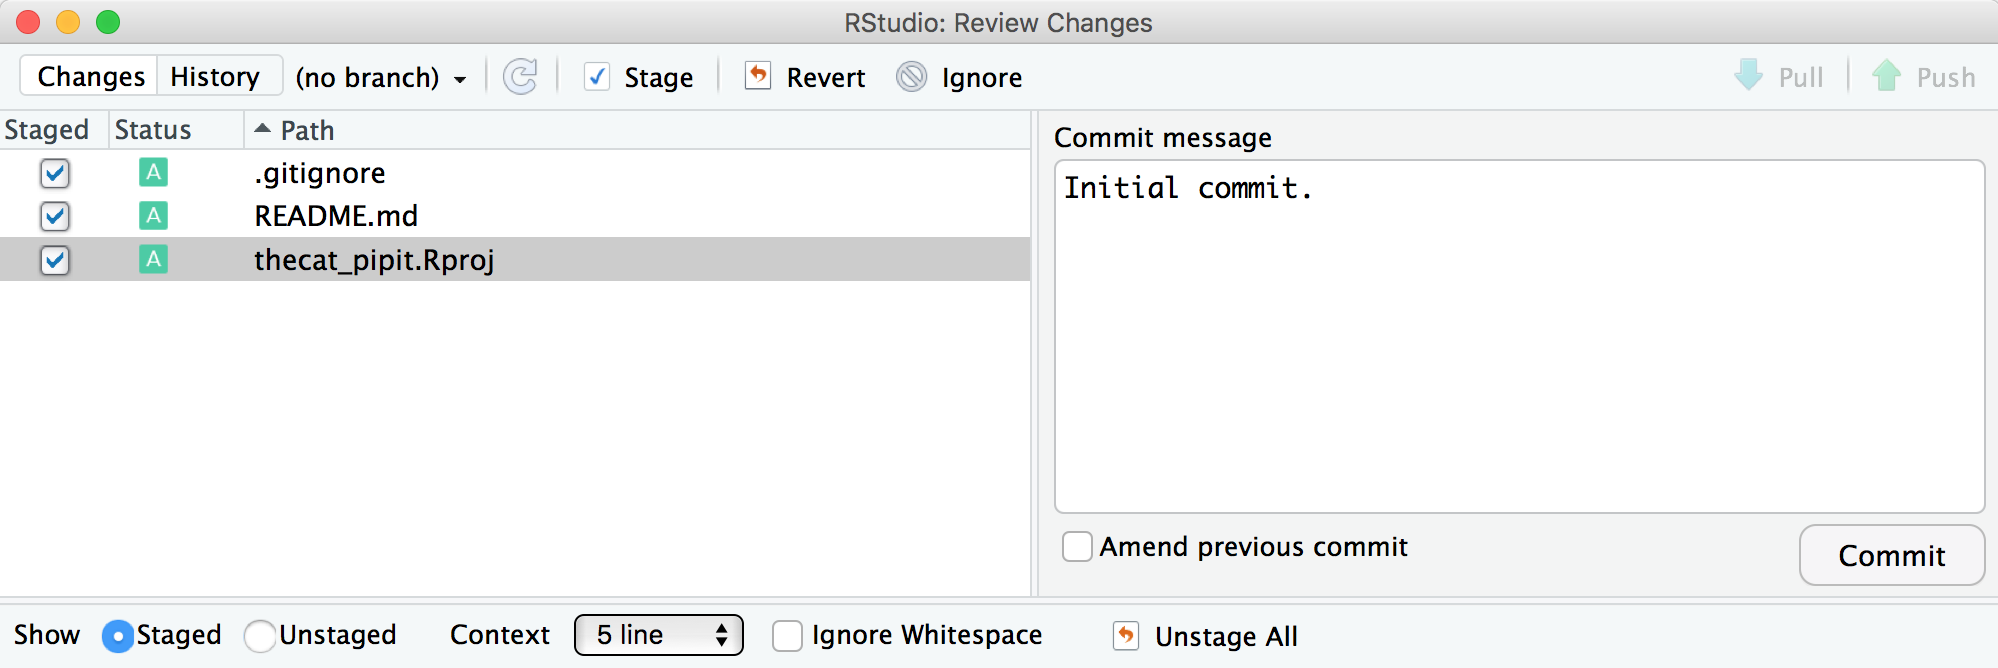 RStudio: Review Changes
Changes History (no branch) Stage Revert Ignore Pull Push
Staged Status Path
A .gitignore
A README.md
A thecat_pipit.Rproj
Commit message
Initial commit.
Amend previous commit
Commit
Show Staged Unstaged Context 5 line Ignore Whitespace Unstage All